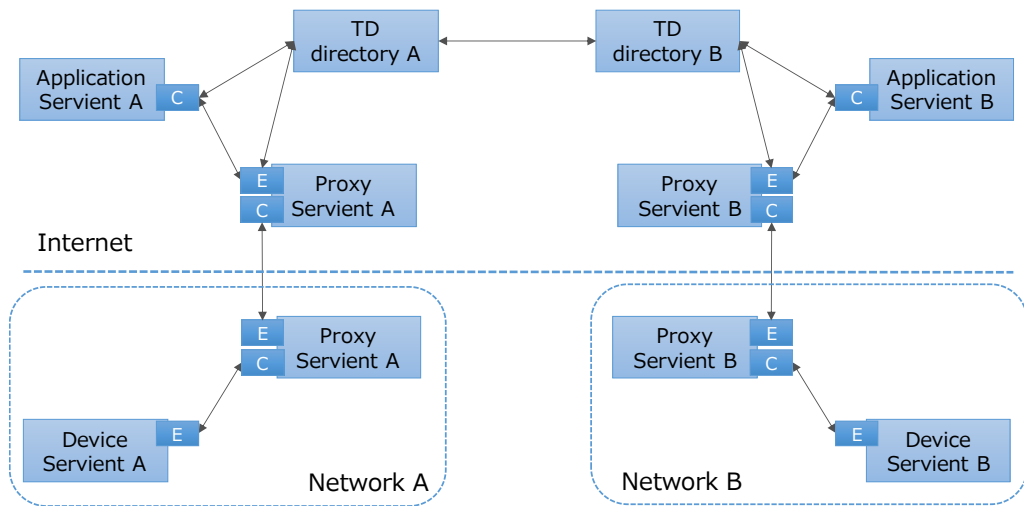 TD
directory A
TD
directory B
Application
Servient A
C
C
Application
Servient B
E
C
Proxy
Servient A
Proxy
Servient B
E
C
Internet
E
C
Proxy
Servient A
Proxy
Servient B
E
C
Device
Servient A
E
E
Device
Servient B
Network A
Network B